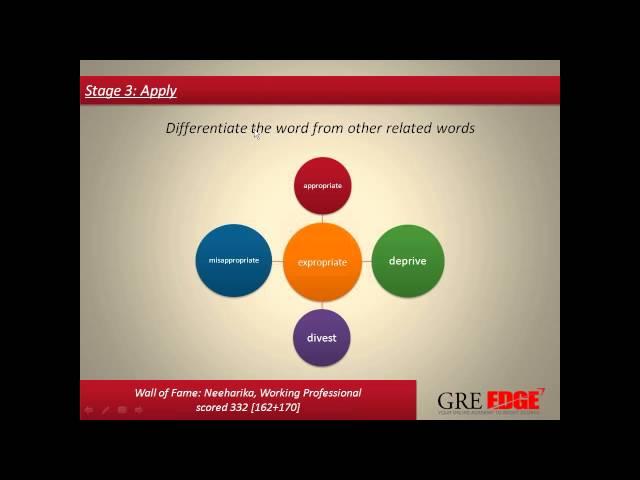 Stage 3: Apply
Differentiate the word from other related words
appropriate
misappropriate
expropriate
deprive
divest
Wall of Fame: Neeharika, Working Professional
scored 332 [162+170]
GRE EDGE